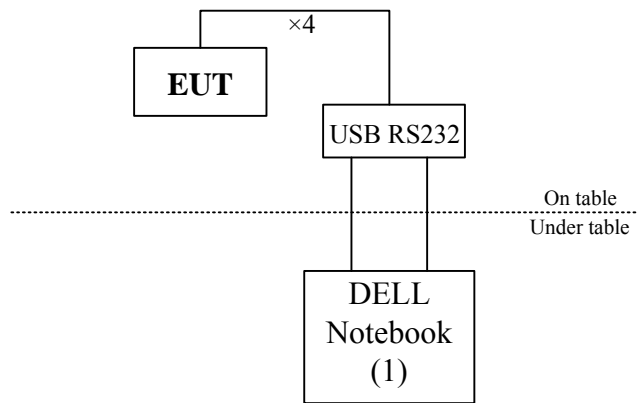 ×4
EUT
USB RS232
On table
Under table
DELL
Notebook
(1)